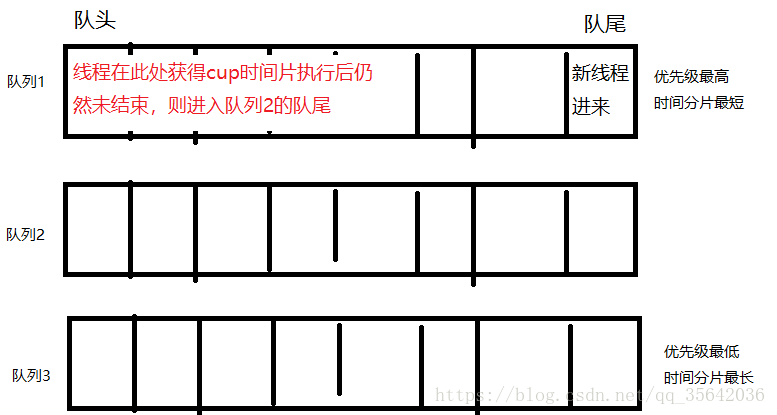 队头
队尾
队列1
线程在此处获得cup时间片执行后仍
然未结束，则进入队列2的队尾
新线程
进来
优先级最高
时间分片最短
队列2
队列3
优先级最低
时间分片最长
https://blog.csdn.net/qq_35642036